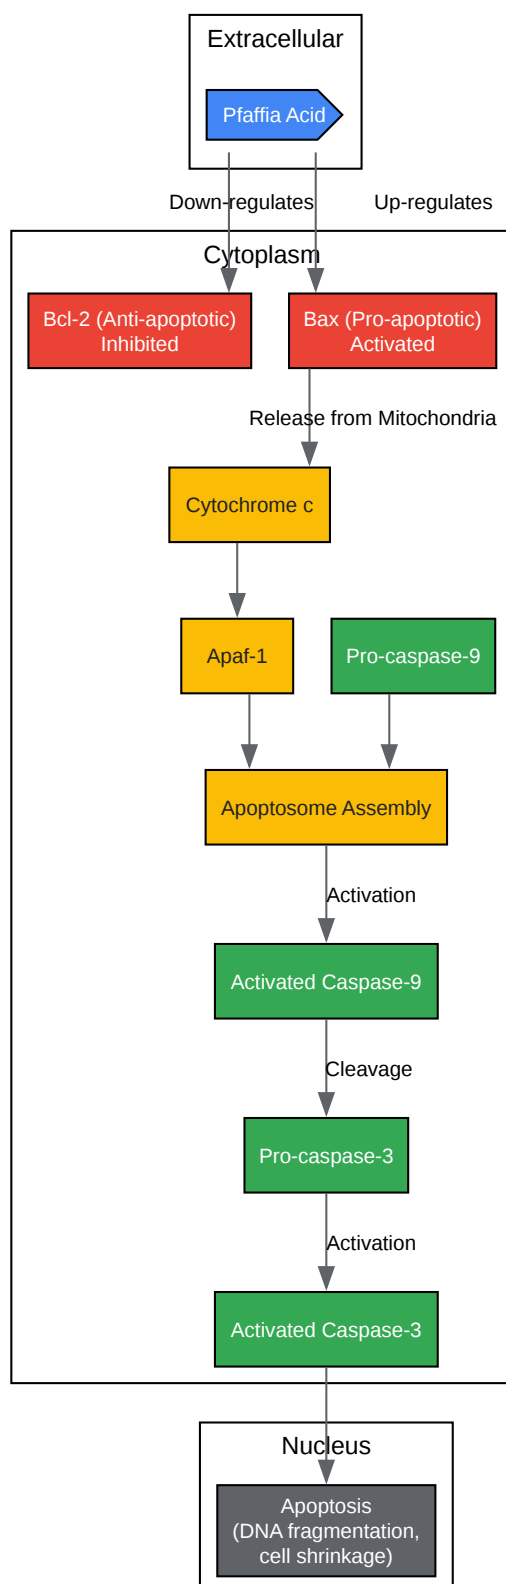 Extracellular
Pfaffia Acid
Down-regulates
Up-regulates
Cytoplasm
Bcl-2 (Anti-apoptotic)
Inhibited
Bax (Pro-apoptotic)
Activated
Release from Mitochondria
Cytochrome c
Apaf-1
Pro-caspase-9
Apoptosome Assembly
Activation
Activated Caspase-9
Cleavage
Pro-caspase-3
Activation
Activated Caspase-3
Nucleus
Apoptosis
(DNA fragmentation,
cell shrinkage)